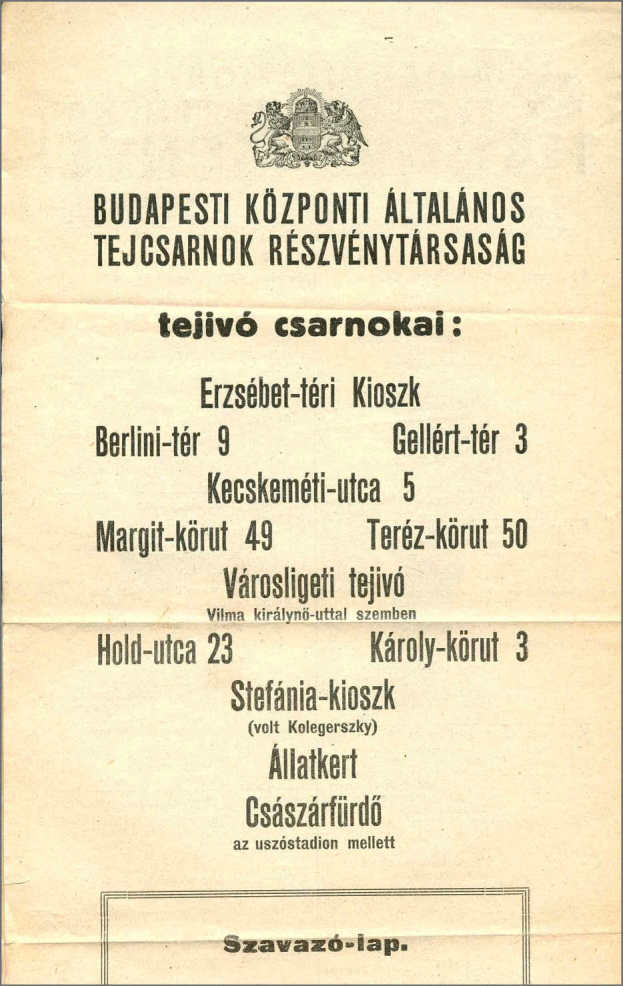 BUDAPESTI KÖZPONTI ÁLTALÁNOS
TEJCSARNOK RÉSZVÉNYTÁRSASÁG
tejivó csarnokai:
Erzsébet-téri Kioszk
Berlini-tér 9 Gellért-tér 3
Kecskeméti-utca 5
Margit-körut 49 Teréz-körut 50
Városligeti tejivó
Vilma királynő-uttal szemben
Hold-utca 23 Károly-körut 3
Stefánia-kioszk
(volt Kolegerszky)
Állatkert
Császárfürdő
az uszóstadion mellett
Szavazó-lap.